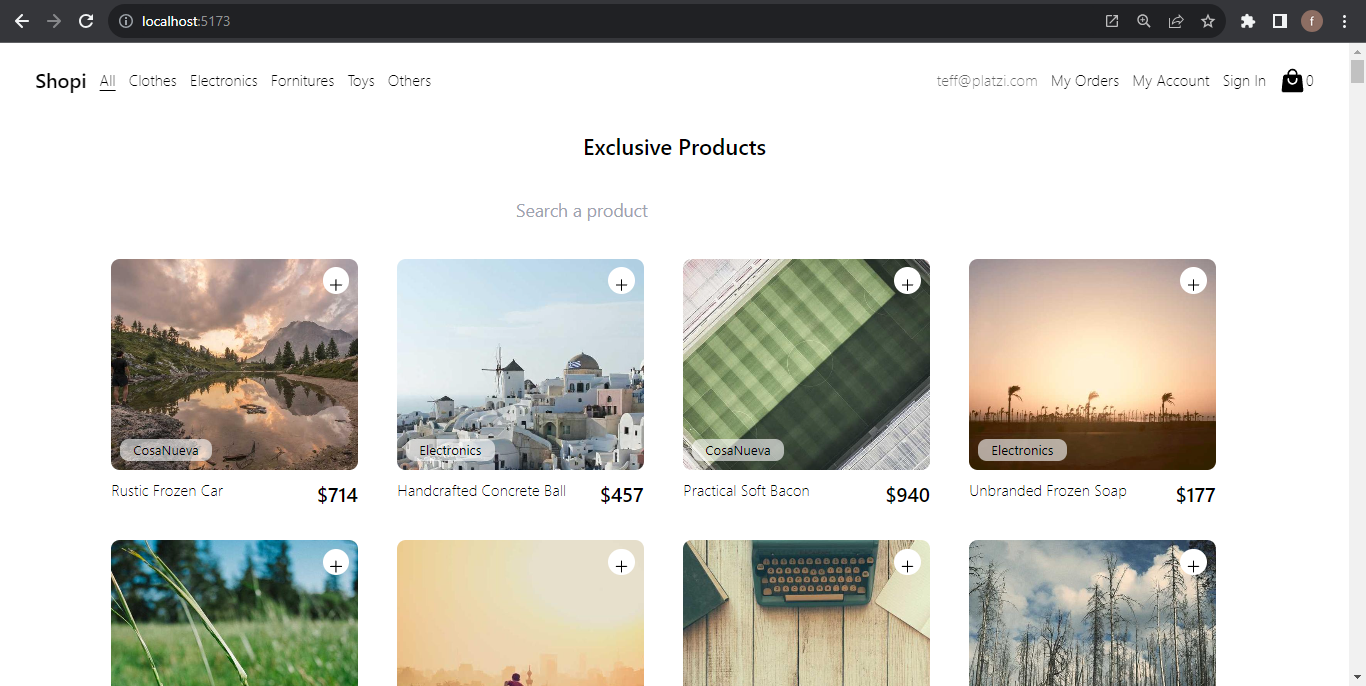 localhost:5173
f
Shopi All Clothes Electronics Fornitures Toys Others teff@platzi.com My Orders My Account Sign In 0
Exclusive Products
Search a product
+ + + +
CosaNueva Electronics CosaNueva Electronics
Rustic Frozen Car $714 Handcrafted Concrete Ball $457 Practical Soft Bacon $940 Unbranded Frozen Soap $177
+ + + +